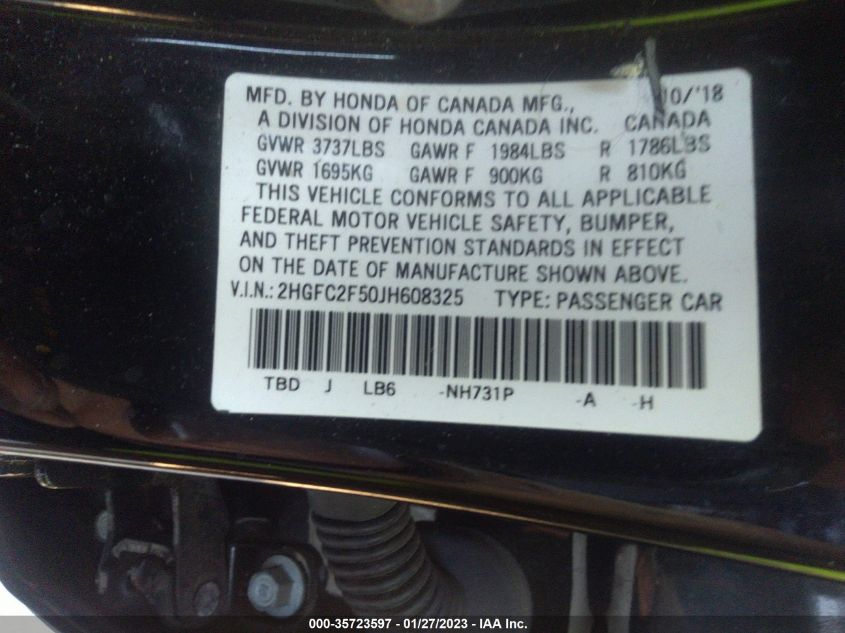 MFD. BY HONDA OF CANADA MFG., 10/'18
A DIVISION OF HONDA CANADA INC. CANADA
GVWR 3737LBS GAWR F 1984LBS R 1786LBS
GVWR 1695KG GAWR F 900KG R 810KG
THIS VEHICLE CONFORMS TO ALL APPLICABLE
FEDERAL MOTOR VEHICLE SAFETY, BUMPER,
AND THEFT PREVENTION STANDARDS IN EFFECT
ON THE DATE OF MANUFACTURE SHOWN ABOVE.
V.I.N.: 2HGFC2F50JH608325 TYPE: PASSENGER CAR
TBD J LB6 -NH731P -A -H
000-35723597 - 01/27/2023 - IAA Inc.